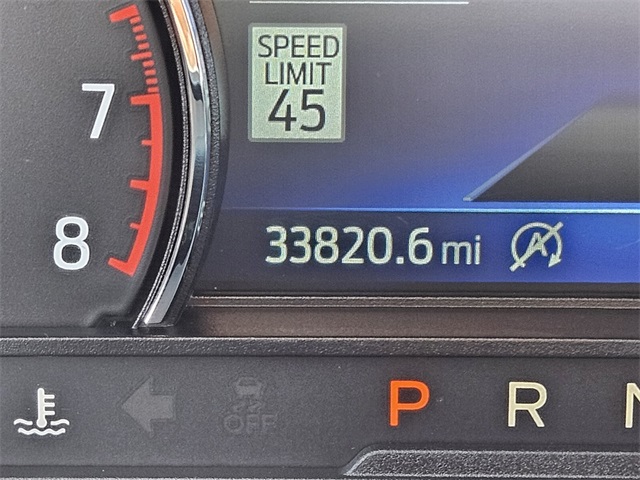 SPEED
LIMIT
45
7
8
33820.6 mi
A
OFF
P R N